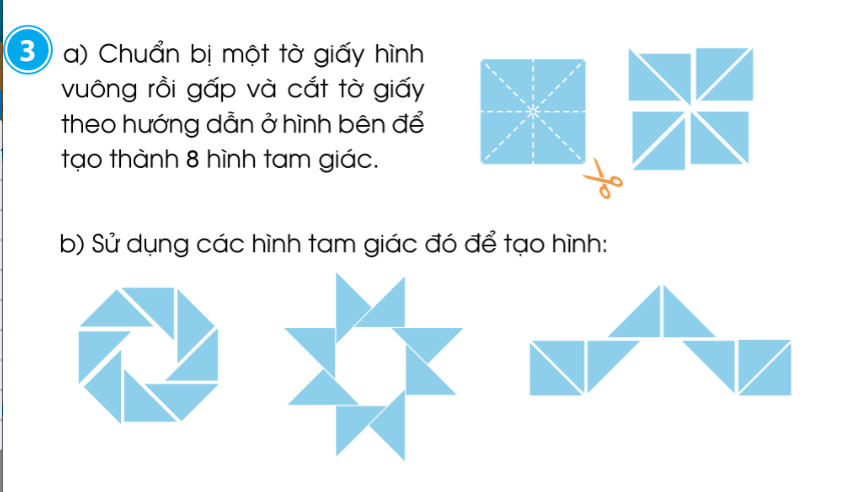 3 a) Chuẩn bị một tờ giấy hình
vuông rồi gấp và cắt tờ giấy
theo hướng dẫn ở hình bên để
tạo thành 8 hình tam giác.
b) Sử dụng các hình tam giác đó để tạo hình: